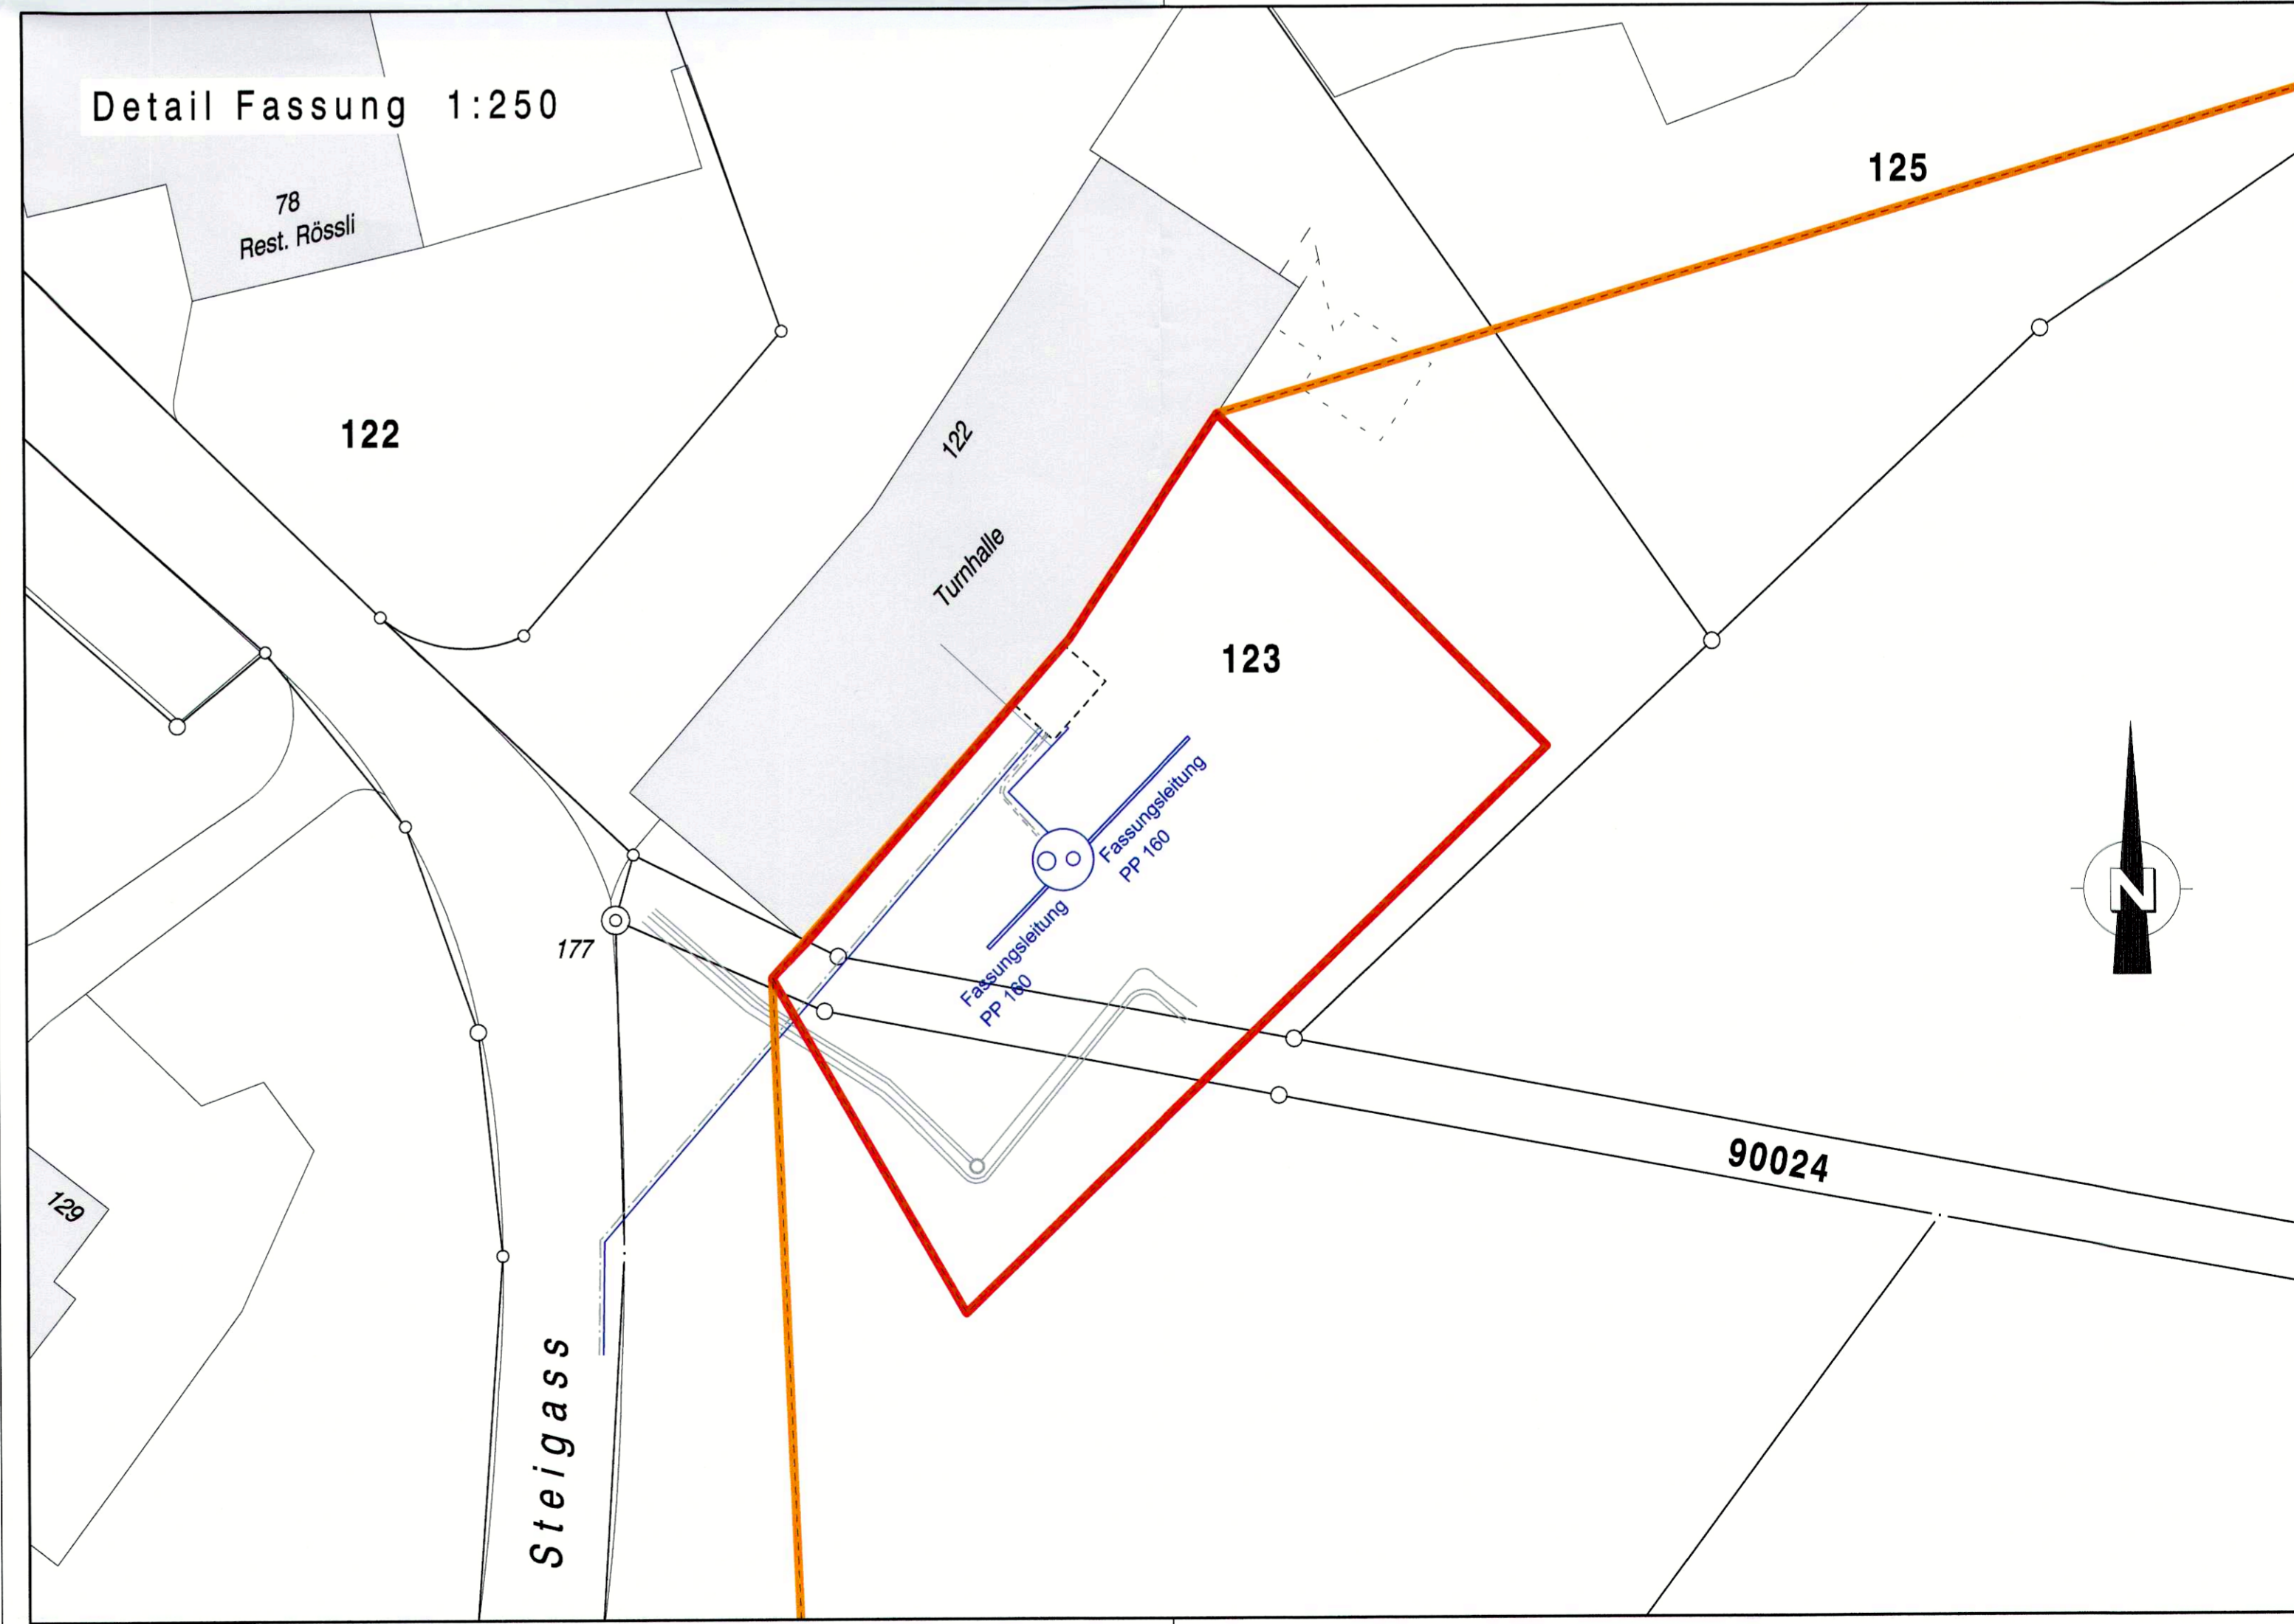 Detail Fassung 1:250
78
Rest. Rössli
125
122
122
Turnhalle
123
Fassungsleitung
PP 160
Fassungsleitung
PP 160
177
N
90024
129
Steigass